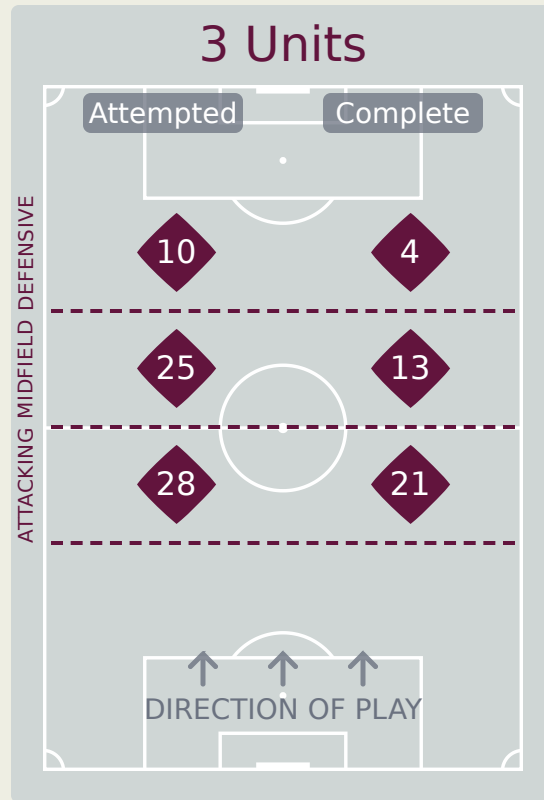 3 Units
Attempted
Complete
ATTACKING MIDFIELD DEFENSIVE
10
4
25
13
28
21
DIRECTION OF PLAY